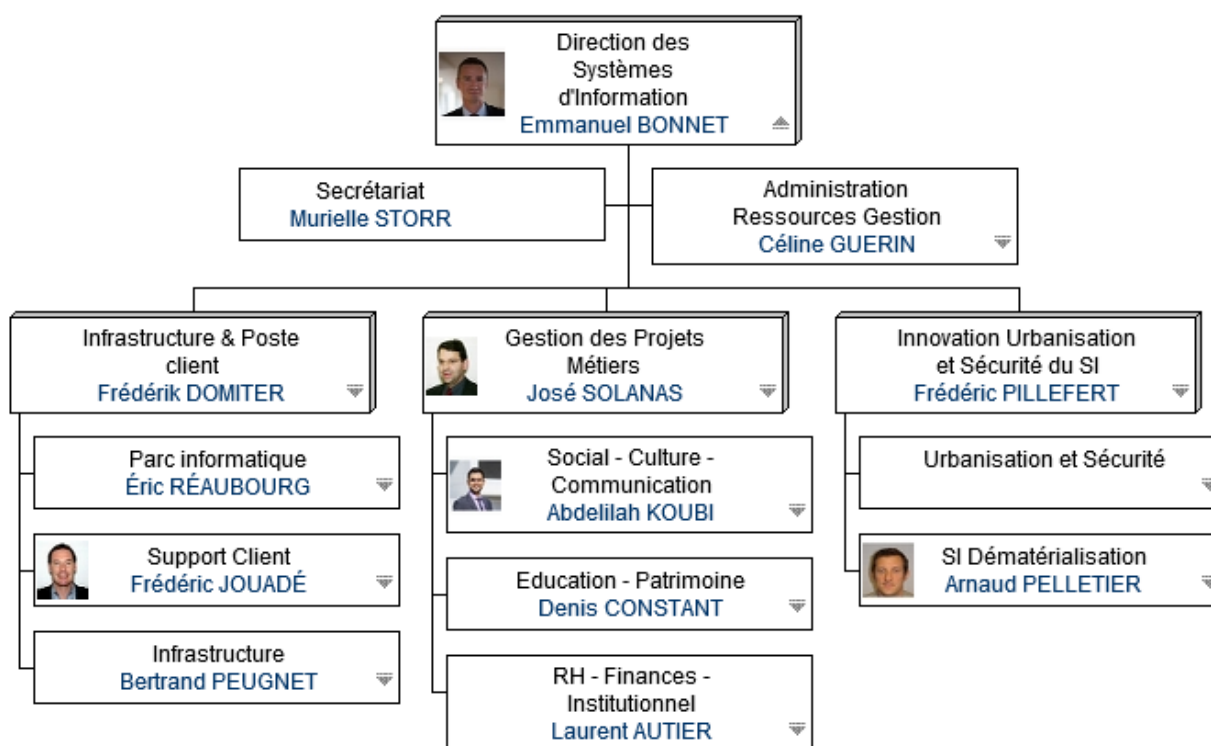 Direction des
Systèmes
d'Information
Emmanuel BONNET
Secrétariat
Murielle STORR
Administration
Ressources Gestion
Céline GUERIN
Infrastructure & Poste
client
Frédérik DOMITER
Gestion des Projets
Métiers
José SOLANAS
Innovation Urbanisation
et Sécurité du SI
Frédéric PILLEFERT
Parc informatique
Éric RÉAUBOURG
Support Client
Frédéric JOUADÉ
Infrastructure
Bertrand PEUGNET
Social - Culture -
Communication
Abdelilah KOUBI
Education - Patrimoine
Denis CONSTANT
RH - Finances -
Institutionnel
Laurent AUTIER
Urbanisation et Sécurité
SI Dématérialisation
Arnaud PELLETIER